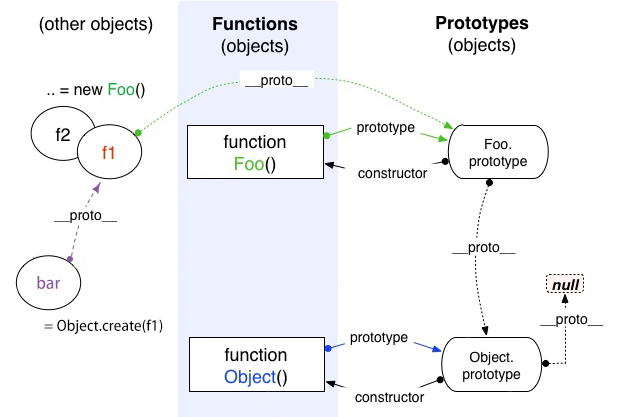 (other objects)
Functions
(objects)
Prototypes
(objects)
.. = new Foo()
__proto__
f2
f1
function
Foo()
prototype
constructor
Foo.
prototype
__proto__
bar
= Object.create(f1)
__proto__
null
__proto__
function
Object()
prototype
constructor
Object.
prototype